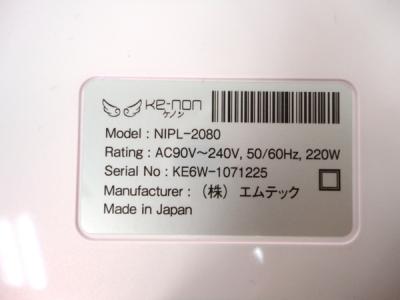 Ke-non
ケノン
Model : NIPL-2080
Rating : AC90V～240V, 50/60Hz, 220W
Serial No : KE6W-1071225
Manufacturer : （株） エムテック
Made in Japan